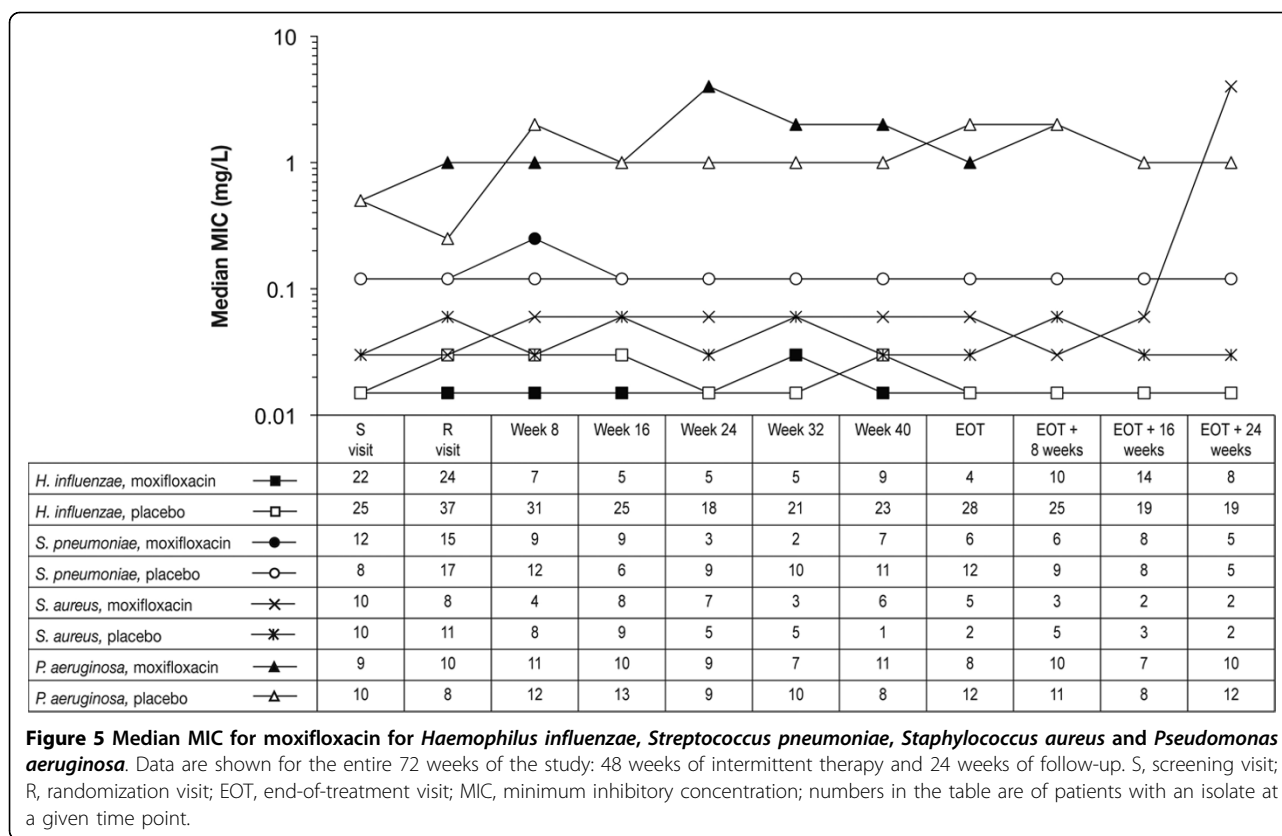 10
1
0.1
0.01
Median MIC (mg/L)
S visit R visit Week 8 Week 16 Week 24 Week 32 Week 40 EOT EOT + 8 weeks EOT + 16 weeks EOT + 24 weeks
H. influenzae, moxifloxacin 22 24 7 5 5 5 9 4 10 14 8
H. influenzae, placebo 25 37 31 25 18 21 23 28 25 19 19
S. pneumoniae, moxifloxacin 12 15 9 9 3 2 7 6 6 8 5
S. pneumoniae, placebo 8 17 12 6 9 10 11 12 9 8 5
S. aureus, moxifloxacin 10 8 4 8 7 3 6 5 3 2 2
S. aureus, placebo 10 11 8 9 5 5 1 2 5 3 2
P. aeruginosa, moxifloxacin 9 10 11 10 9 7 11 8 10 7 10
P. aeruginosa, placebo 10 8 12 13 9 10 8 12 11 8 12
Figure 5 Median MIC for moxifloxacin for Haemophilus influenzae, Streptococcus pneumoniae, Staphylococcus aureus and Pseudomonas
aeruginosa. Data are shown for the entire 72 weeks of the study: 48 weeks of intermittent therapy and 24 weeks of follow-up. S, screening visit;
R, randomization visit; EOT, end-of-treatment visit; MIC, minimum inhibitory concentration; numbers in the table are of patients with an isolate at
a given time point.